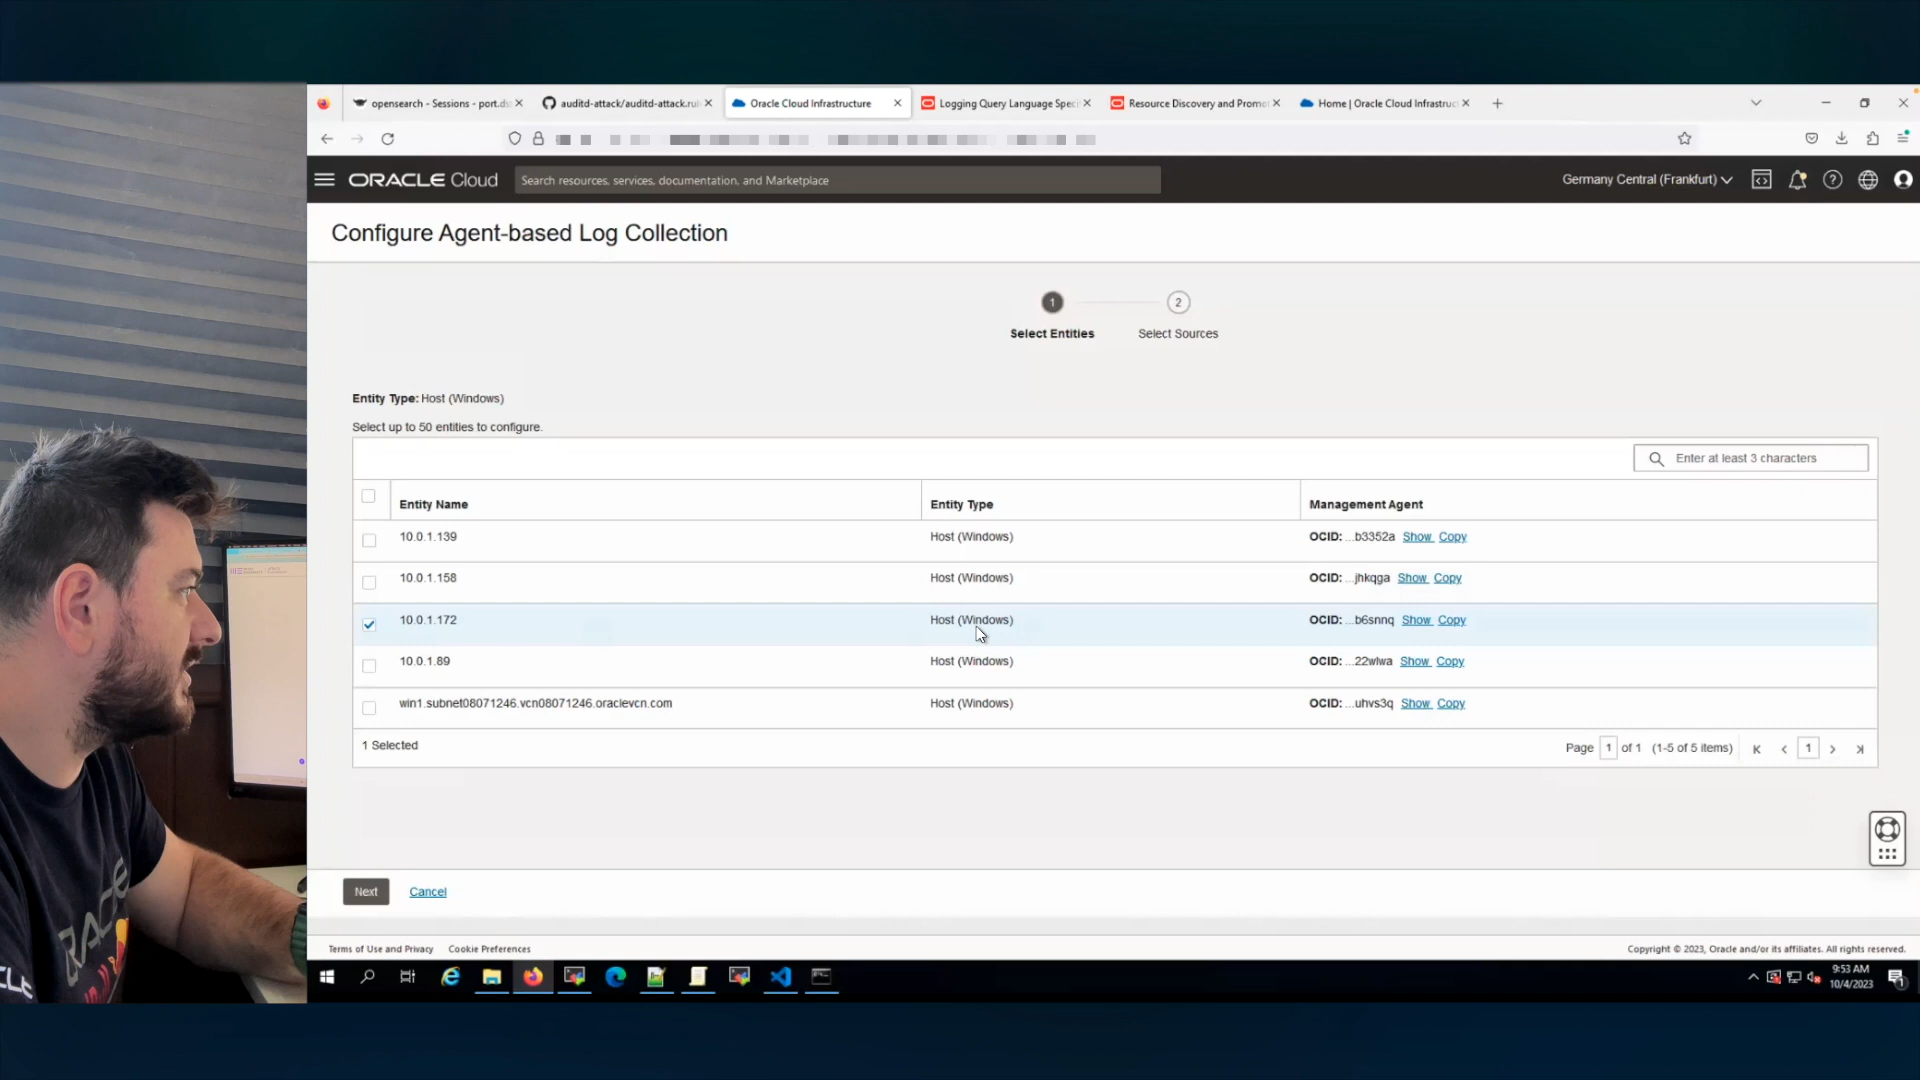 opensearch - Sessions - port.ds
auditd-attack/auditd-attack.rul
Oracle Cloud Infrastructure
Logging Query Language Speci
Resource Discovery and Promot
Home | Oracle Cloud Infrastruc
ORACLE Cloud
Search resources, services, documentation, and Marketplace
Germany Central (Frankfurt)
Configure Agent-based Log Collection
1
2
Select Entities
Select Sources
Entity Type: Host (Windows)
Select up to 50 entities to configure.
Enter at least 3 characters
Entity Name Entity Type Management Agent
10.0.1.139 Host (Windows) OCID: ...b3352a Show Copy
10.0.1.158 Host (Windows) OCID: ...jhkqga Show Copy
10.0.1.172 Host (Windows) OCID: ...b6snnq Show Copy
10.0.1.89 Host (Windows) OCID: ...22wlwa Show Copy
win1.subnet08071246.vcn08071246.oraclevcn.com Host (Windows) OCID: ...uhvs3q Show Copy
1 Selected
Page 1 of 1 (1-5 of 5 items) 1
Next Cancel
Terms of Use and Privacy Cookie Preferences
Copyright © 2023, Oracle and/or its affiliates. All rights reserved.
9:53 AM
10/4/2023
1